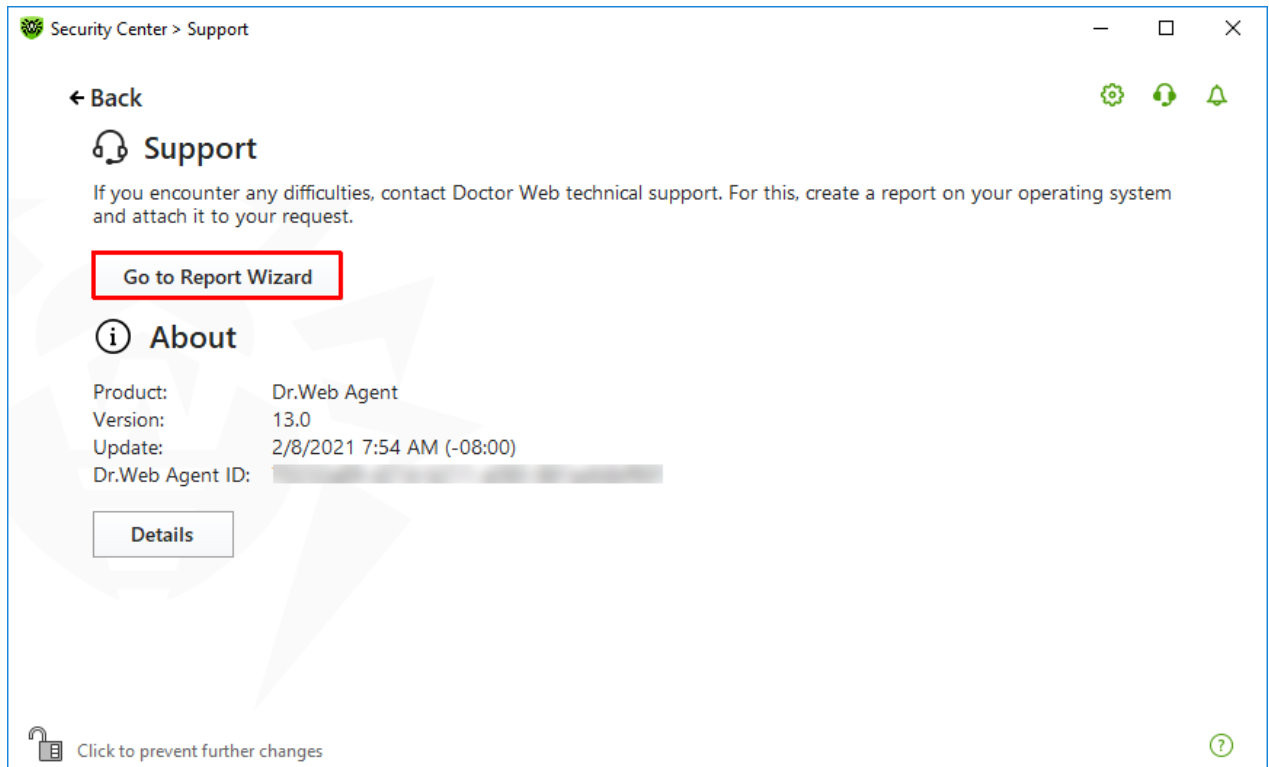 Security Center > Support
Back
Support
If you encounter any difficulties, contact Doctor Web technical support. For this, create a report on your operating system
and attach it to your request.
Go to Report Wizard
About
Product: Dr.Web Agent
Version: 13.0
Update: 2/8/2021 7:54 AM (-08:00)
Dr.Web Agent ID:
Details
Click to prevent further changes